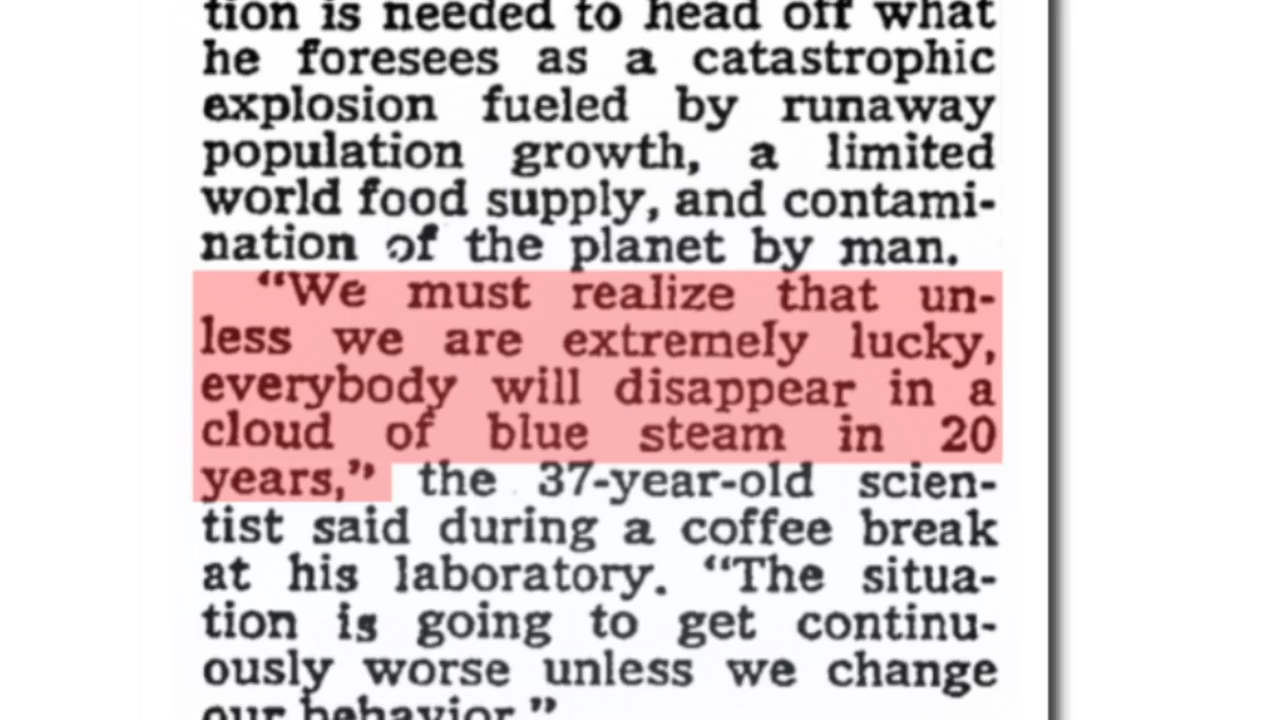 tion is needed to head off what
he foresees as a catastrophic
explosion fueled by runaway
population growth, a limited
world food supply, and contami-
nation of the planet by man.
“We must realize that un-
less we are extremely lucky,
everybody will disappear in a
cloud of blue steam in 20
years,” the 37-year-old scien-
tist said during a coffee break
at his laboratory. “The situa-
tion is going to get continu-
ously worse unless we change
our behavior.”